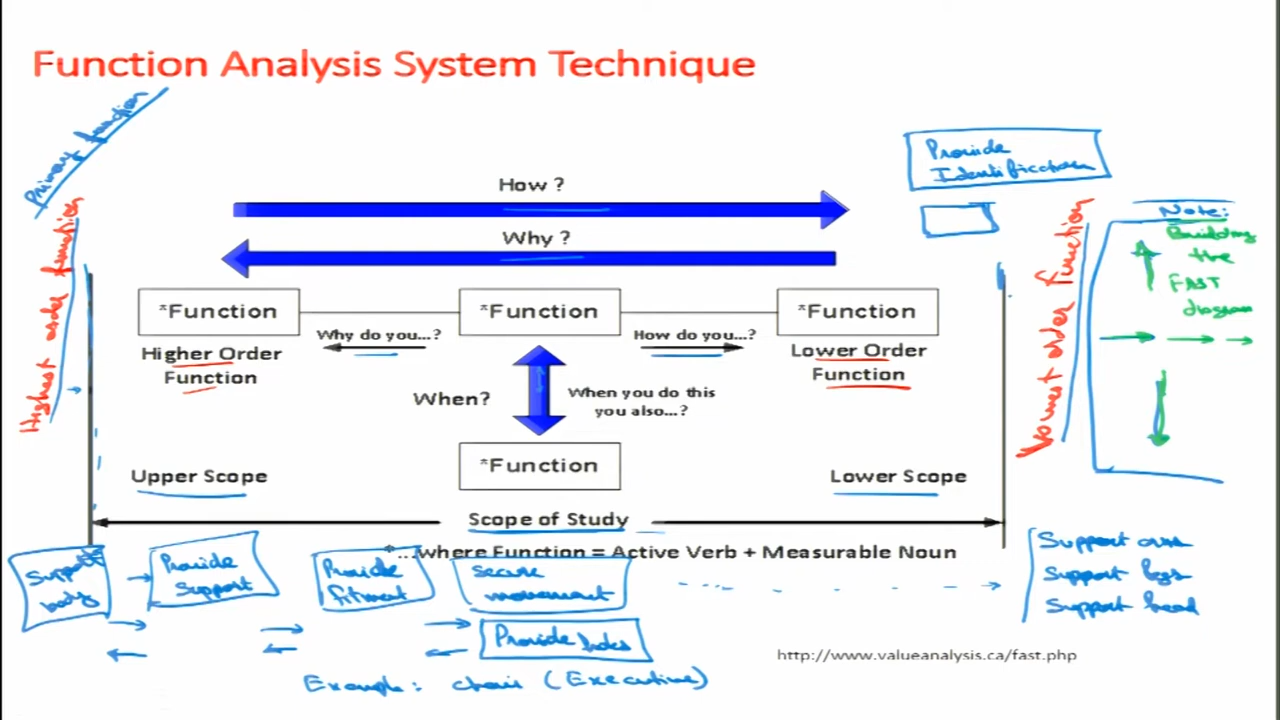 Function Analysis System Technique
Primary function
Highest order function
How ?
Why ?
Provide
Identification
Lowest order function
Note:
Building
the
FAST
diagram
*Function
*Function
*Function
Why do you...?
How do you...?
Higher Order
Function
Lower Order
Function
When?
When you do this
you also...?
*Function
Upper Scope
Lower Scope
Scope of Study
*...where Function = Active Verb + Measurable Noun
Support
body
Provide
Support
Provide
fitment
secure
movement
Provide holes
Support arm
Support legs
Support head
http://www.valueanalysis.ca/fast.php
Example: chair (Executive)